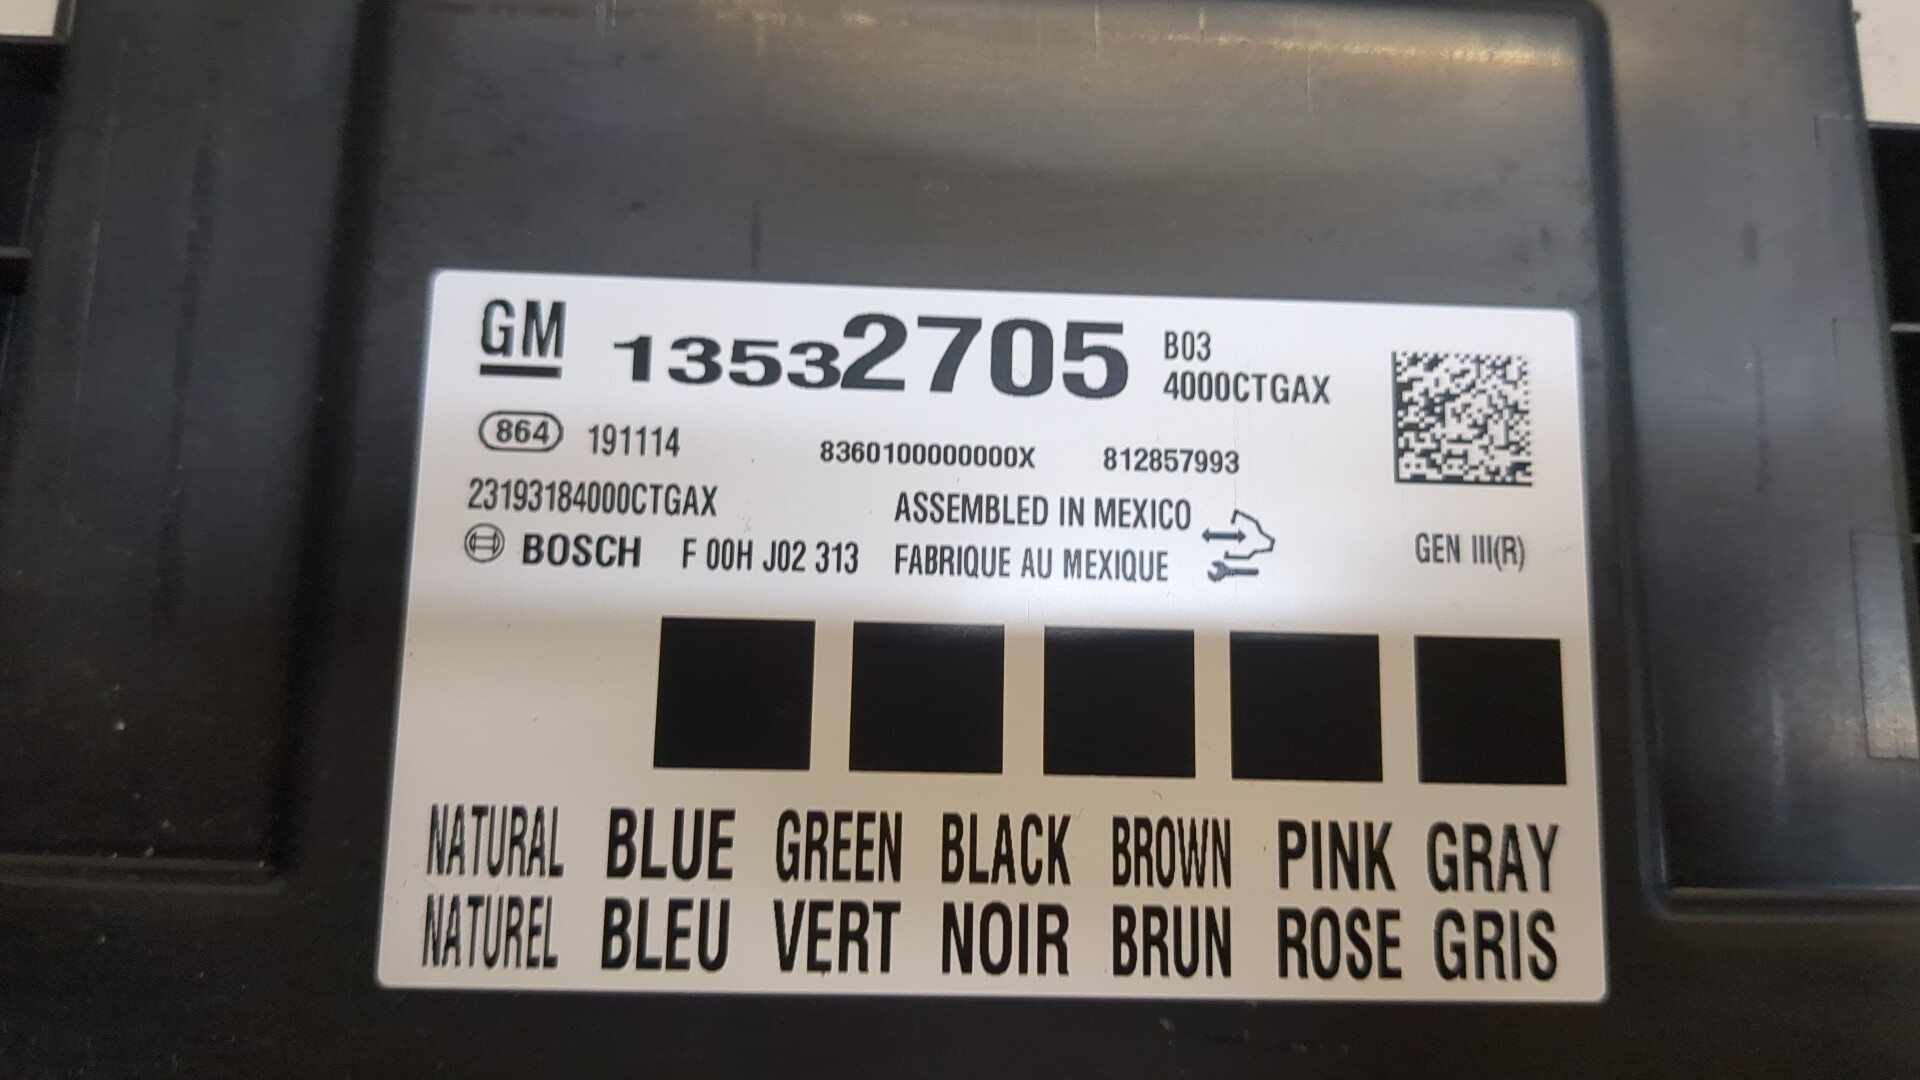 GM 13532705 B03
4000CTGAX
864 191114 8360100000000X 812857993
23193184000CTGAX ASSEMBLED IN MEXICO
BOSCH F 00H J02 313 FABRIQUE AU MEXIQUE GEN III(R)
NATURAL BLUE GREEN BLACK BROWN PINK GRAY
NATUREL BLEU VERT NOIR BRUN ROSE GRIS